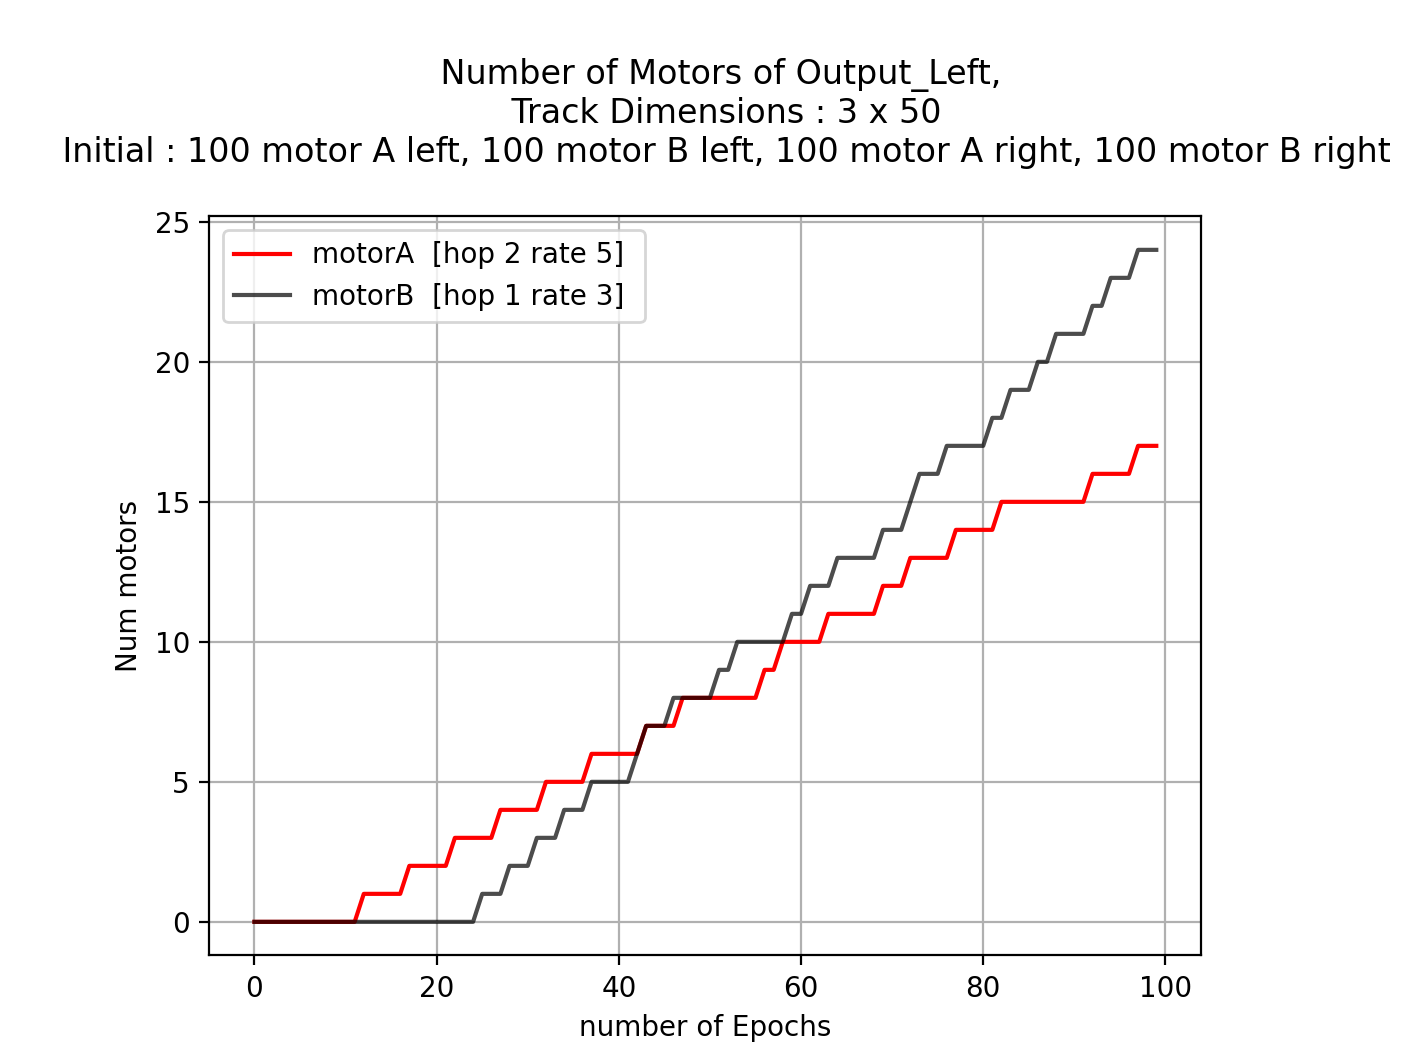 Number of Motors of Output_Left,
Track Dimensions : 3 x 50
Initial : 100 motor A left, 100 motor B left, 100 motor A right, 100 motor B right
25
20
15
10
5
0
Num motors
motorA [hop 2 rate 5]
motorB [hop 1 rate 3]
0 20 40 60 80 100
number of Epochs